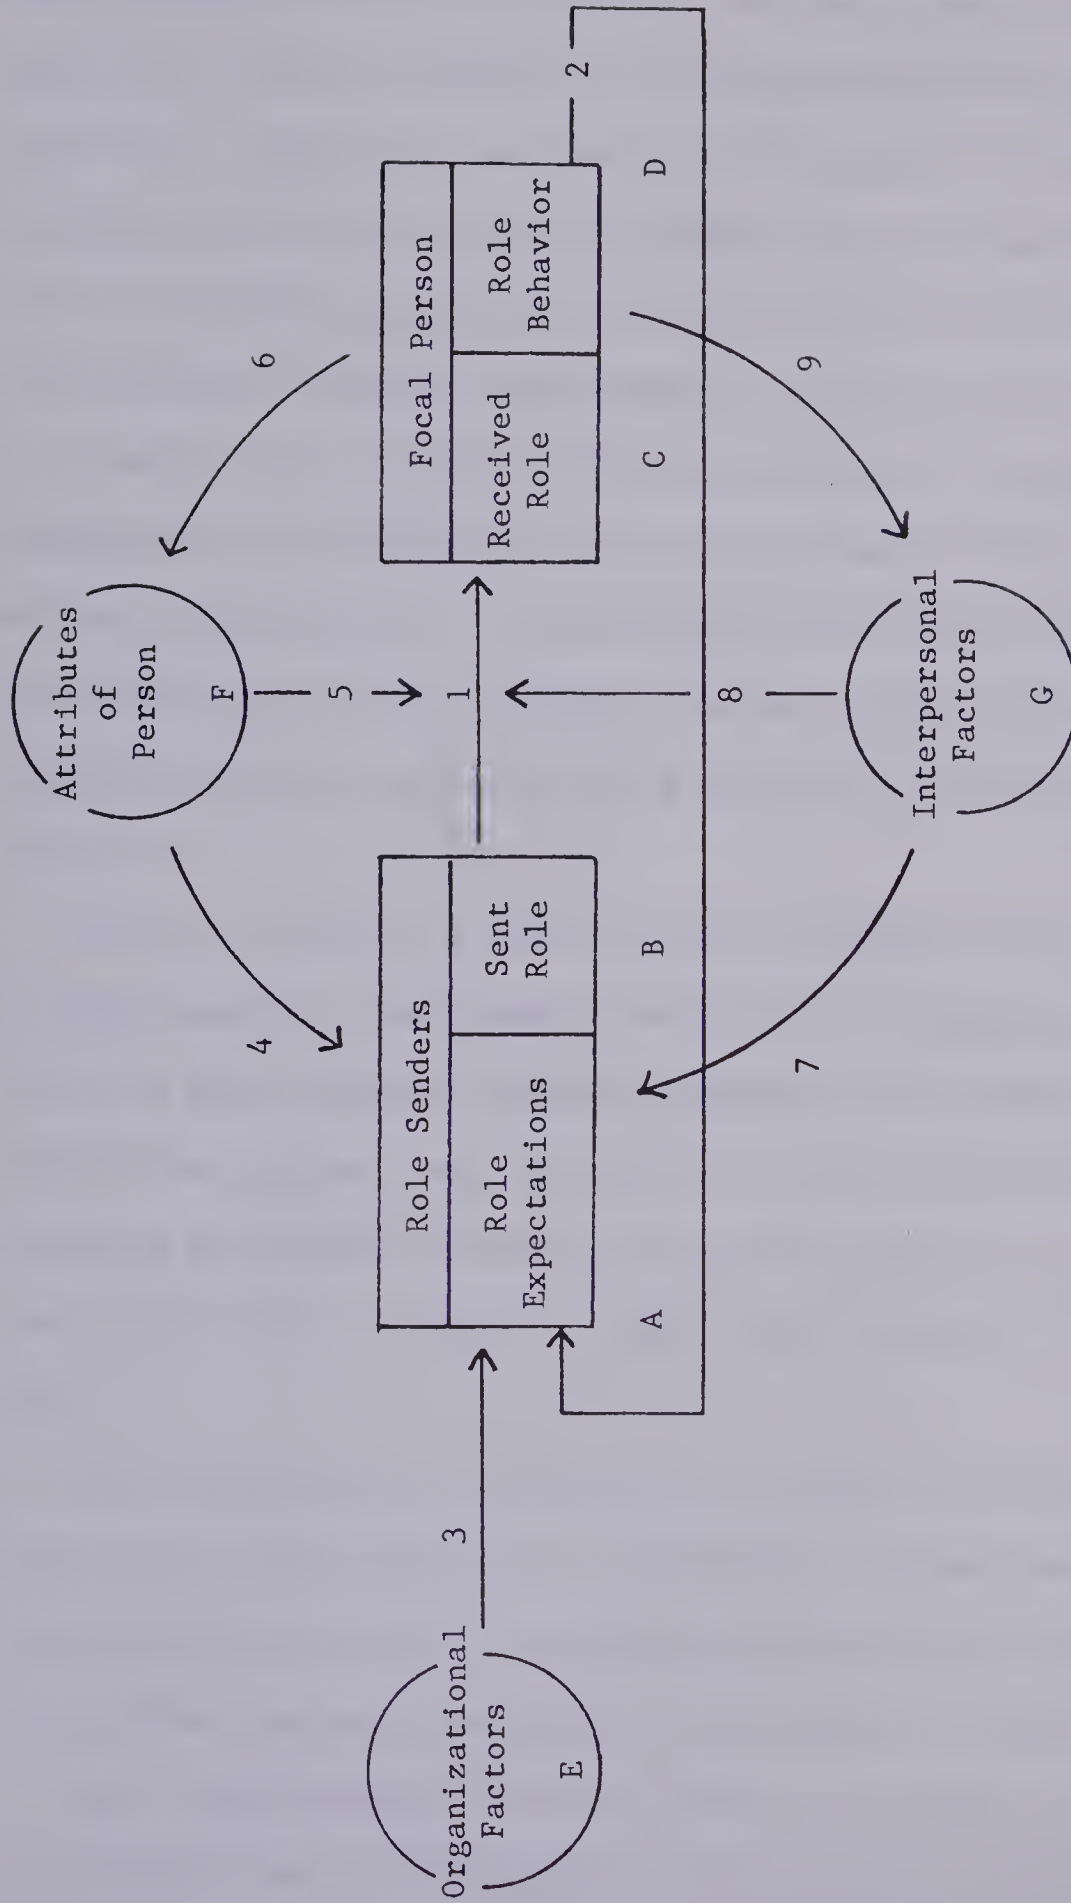 Attributes
of
Person
F
4
6
5
Role Senders
Role
Expectations
Sent
Role
1
Focal Person
Received
Role
Role
Behavior
2
3
Organizational
Factors
E
A
B
C
D
8
7
9
Interpersonal
Factors
G